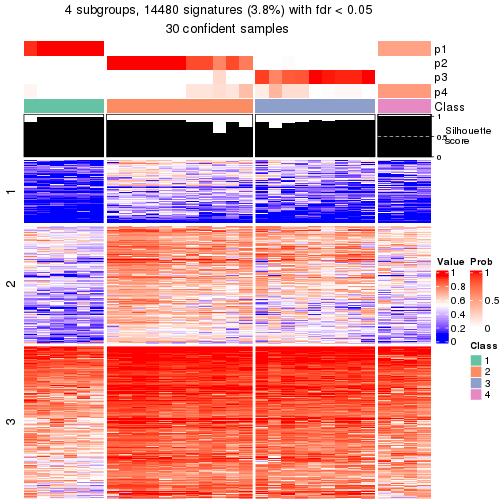 4 subgroups, 14480 signatures (3.8%) with fdr < 0.05
30 confident samples
p1
p2
p3
p4
Class
1
0.5
0
Silhouette
score
1
2
3
Value
1
0.8
0.6
0.4
0.2
0
Prob
1
0.5
0
Class
1
2
3
4